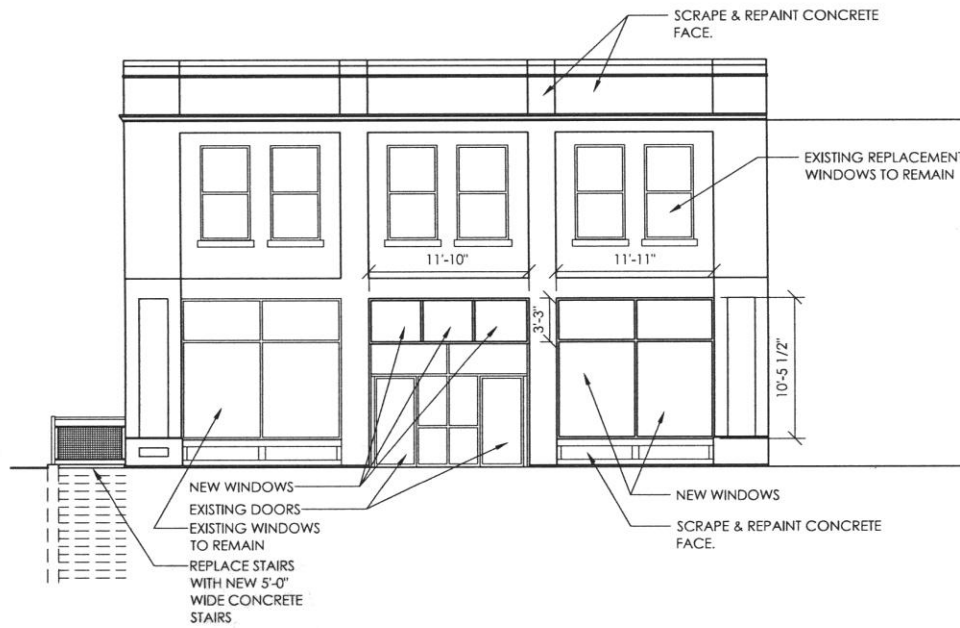 SCRAPE & REPAINT CONCRETE
FACE.
EXISTING REPLACEMENT
WINDOWS TO REMAIN
11'-10"
11'-11"
3'-3"
10'-5 1/2"
NEW WINDOWS
EXISTING DOORS
EXISTING WINDOWS
TO REMAIN
REPLACE STAIRS
WITH NEW 5'-0"
WIDE CONCRETE
STAIRS
NEW WINDOWS
SCRAPE & REPAINT CONCRETE
FACE.